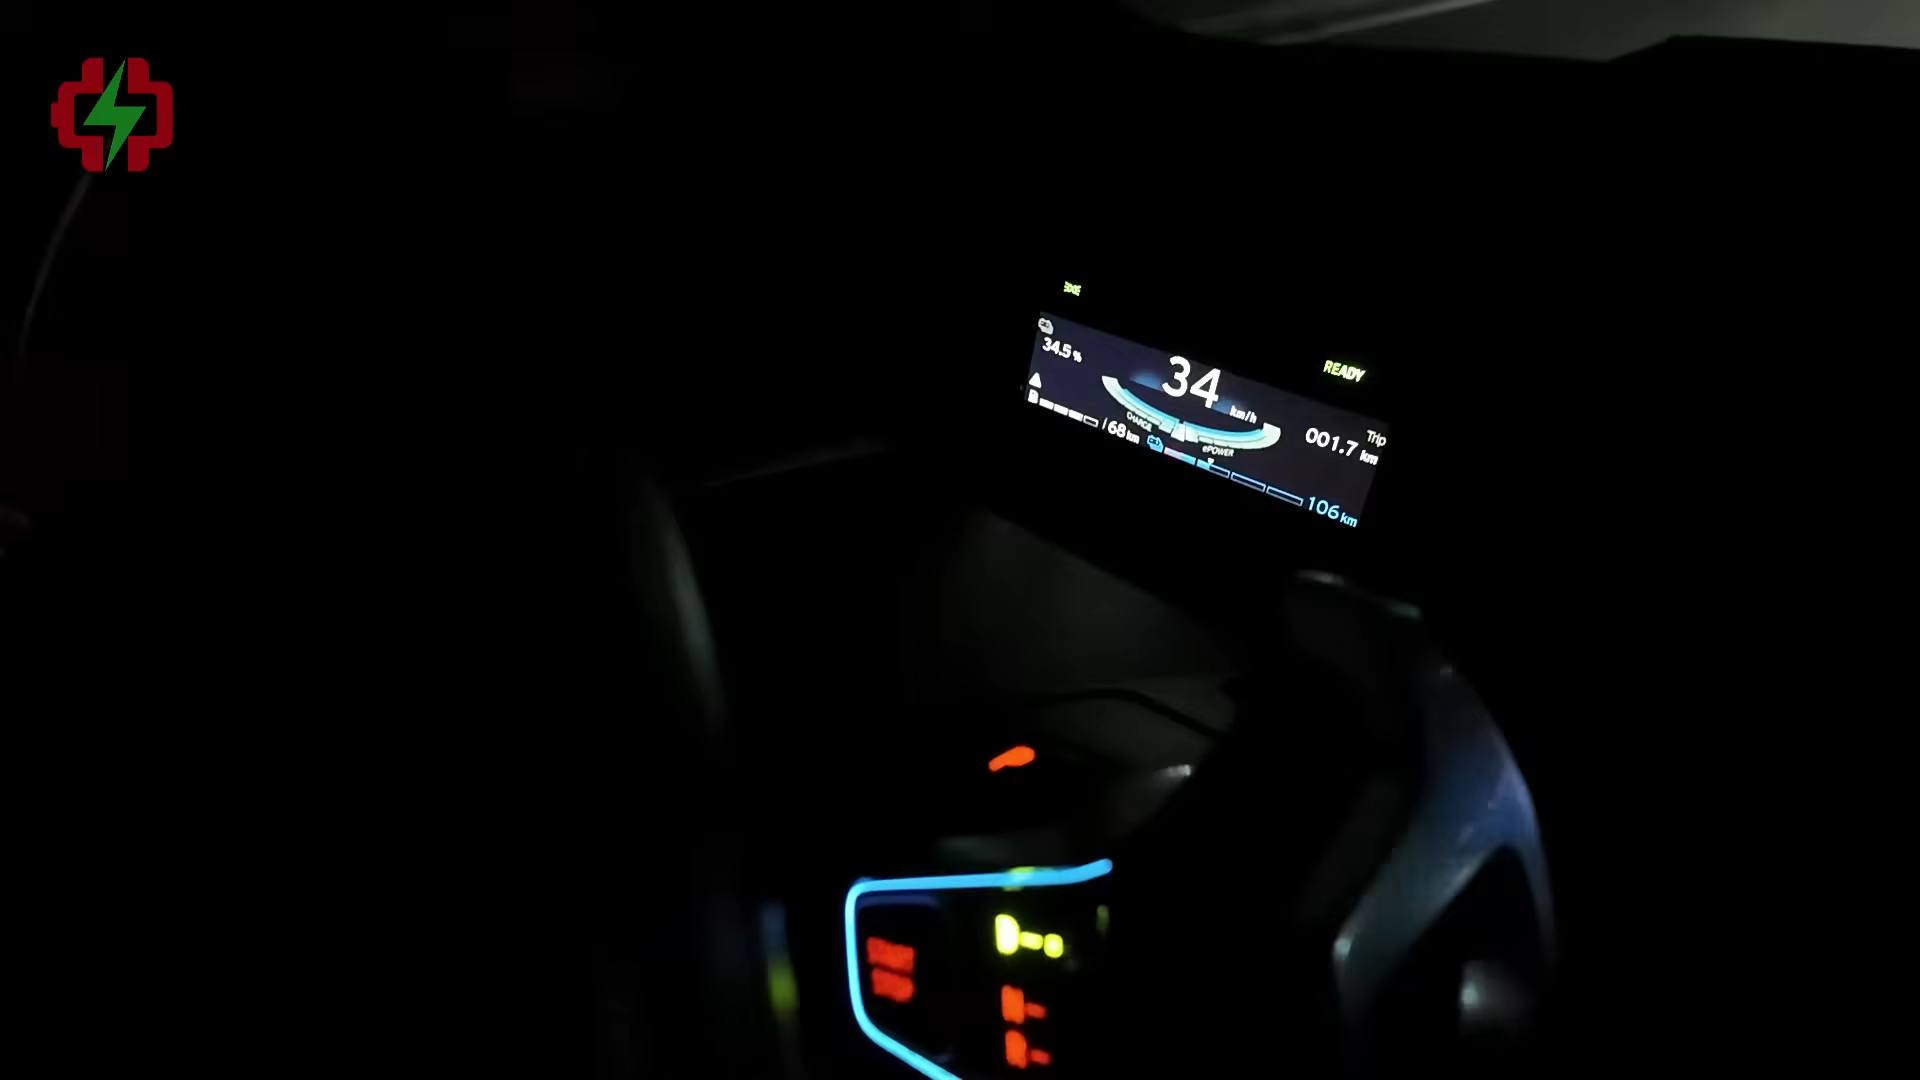 34.5 %
34 km/h
READY
CHARGE
ePOWER
Trip
001.7 km
68 km
106 km